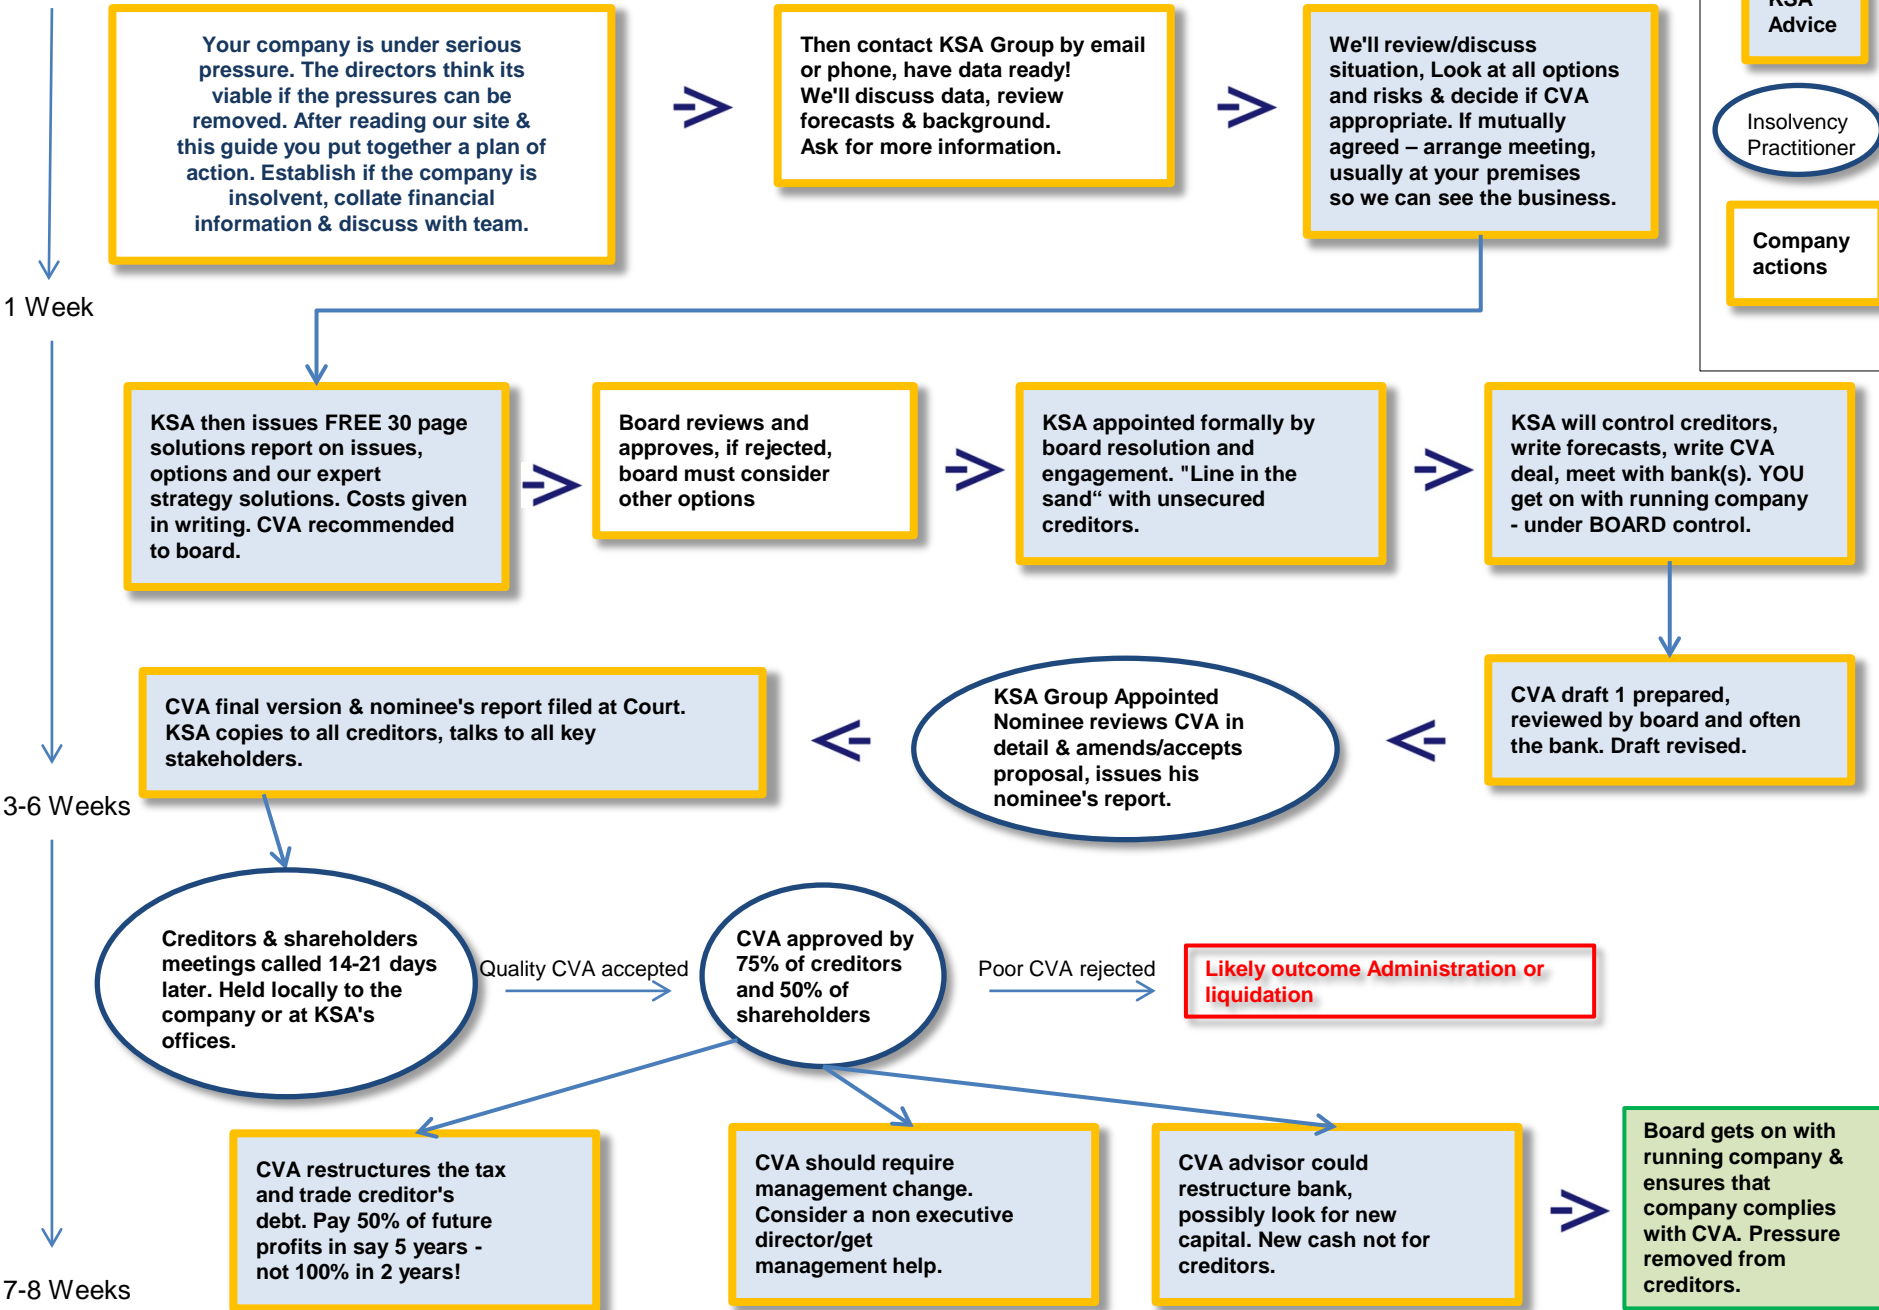 Your company is under serious
pressure. The directors think its
viable if the pressures can be
removed. After reading our site &
this guide you put together a plan of
action. Establish if the company is
insolvent, collate financial
information & discuss with team.
Then contact KSA Group by email
or phone, have data ready!
We'll discuss data, review
forecasts & background.
Ask for more information.
We'll review/discuss
situation, Look at all options
and risks & decide if CVA
appropriate. If mutually
agreed – arrange meeting,
usually at your premises
so we can see the business.
KSA
Advice
Insolvency
Practitioner
Company
actions
1 Week
KSA then issues FREE 30 page
solutions report on issues,
options and our expert
strategy solutions. Costs given
in writing. CVA recommended
to board.
Board reviews and
approves, if rejected,
board must consider
other options
KSA appointed formally by
board resolution and
engagement. "Line in the
sand“ with unsecured
creditors.
KSA will control creditors,
write forecasts, write CVA
deal, meet with bank(s). YOU
get on with running company
- under BOARD control.
CVA final version & nominee's report filed at Court.
KSA copies to all creditors, talks to all key
stakeholders.
KSA Group Appointed
Nominee reviews CVA in
detail & amends/accepts
proposal, issues his
nominee's report.
CVA draft 1 prepared,
reviewed by board and often
the bank. Draft revised.
3-6 Weeks
Creditors & shareholders
meetings called 14-21 days
later. Held locally to the
company or at KSA's
offices.
Quality CVA accepted
CVA approved by
75% of creditors
and 50% of
shareholders
Poor CVA rejected
Likely outcome Administration or
liquidation
CVA restructures the tax
and trade creditor's
debt. Pay 50% of future
profits in say 5 years -
not 100% in 2 years!
CVA should require
management change.
Consider a non executive
director/get
management help.
CVA advisor could
restructure bank,
possibly look for new
capital. New cash not for
creditors.
Board gets on with
running company &
ensures that
company complies
with CVA. Pressure
removed from
creditors.
7-8 Weeks